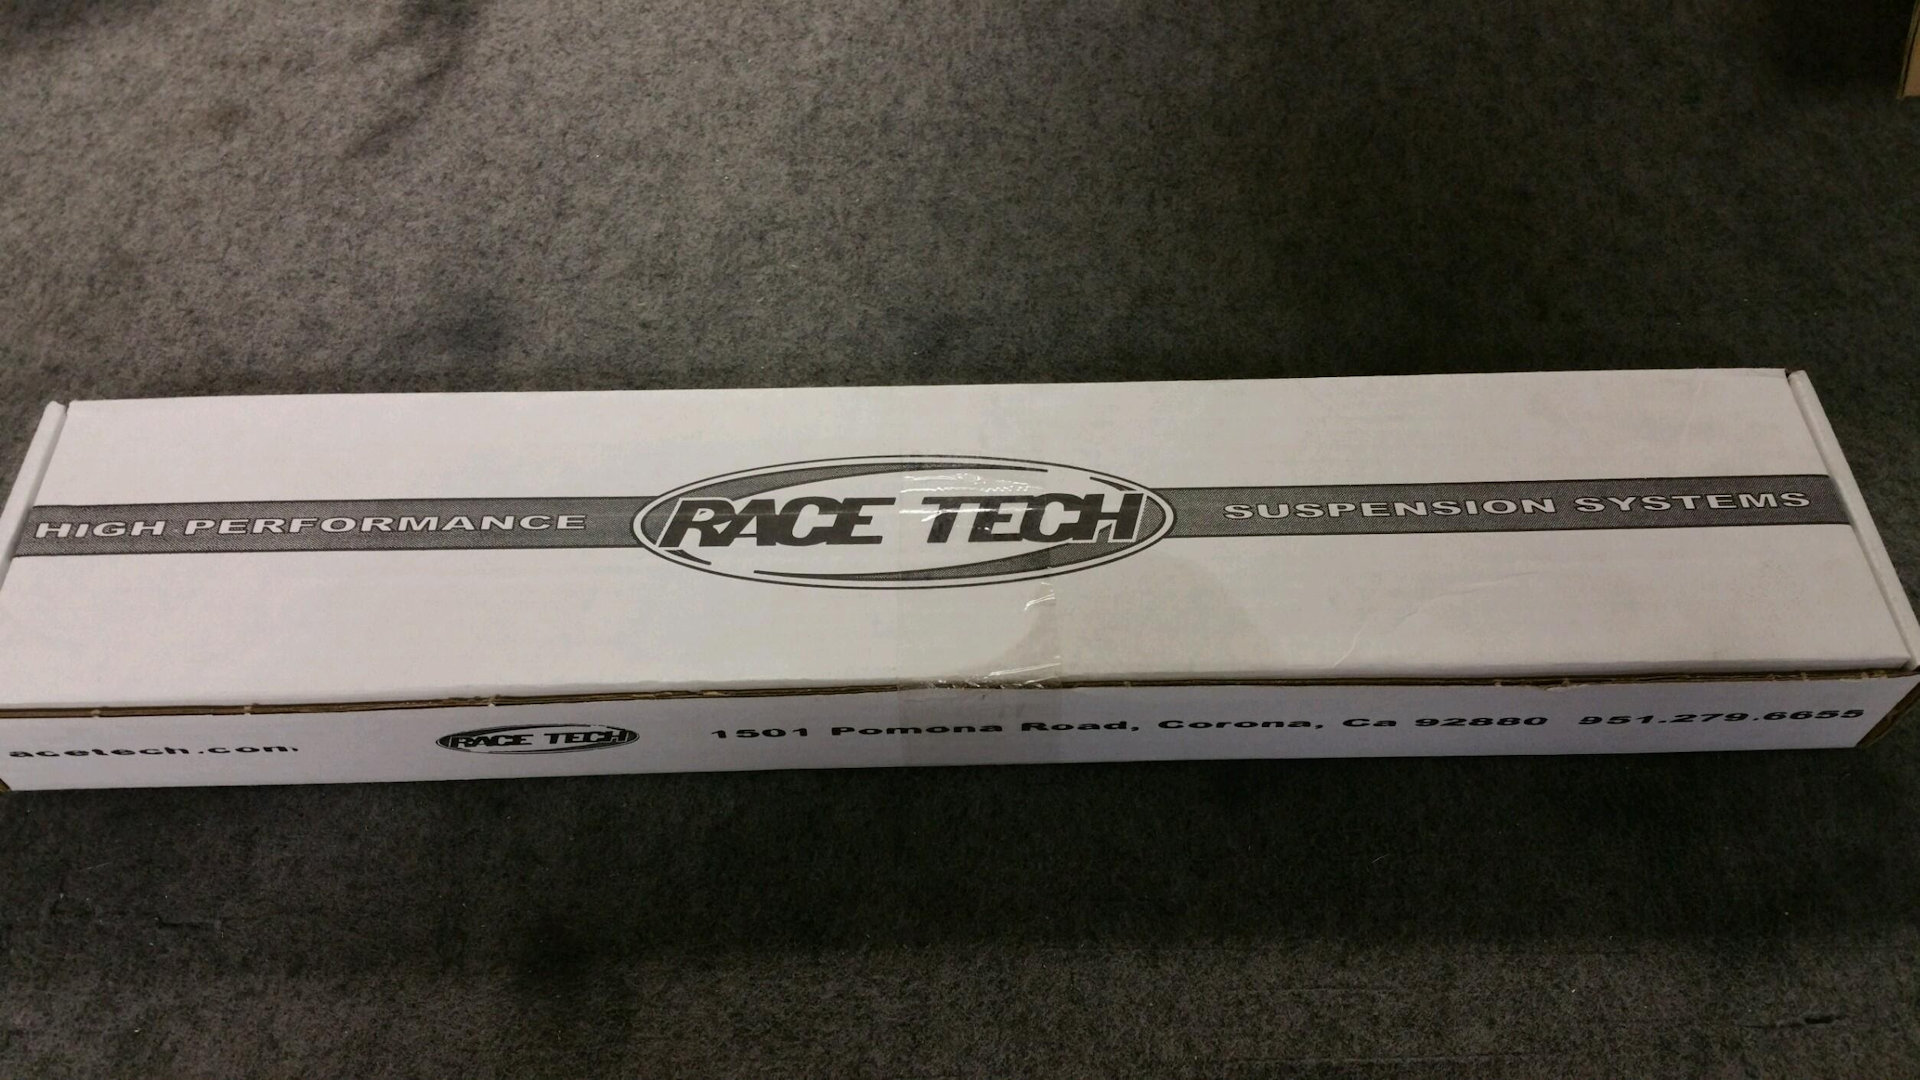 HIGH PERFORMANCE RACE TECH SUSPENSION SYSTEMS
acetech.com RACE TECH 1501 Pomona Road, Corona, Ca 92880 951.279.6655